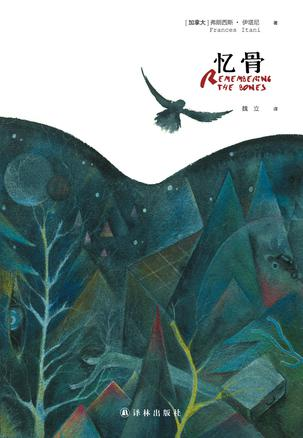 [加拿大]弗朗西斯·伊塔尼 著
Frances Itani
忆骨
REMEMBERING
THE BONES
魏立 译
译林出版社